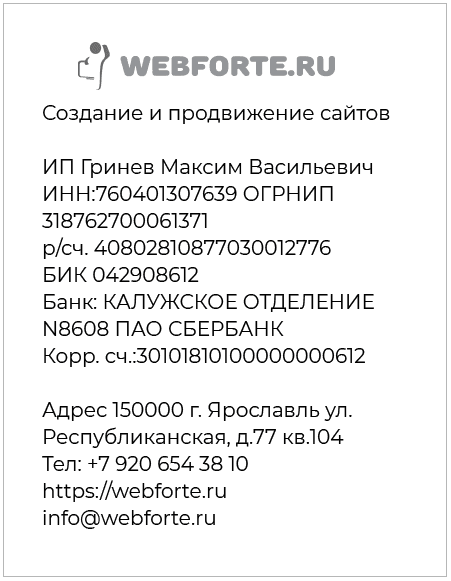 WEBFORTE.RU
Создание и продвижение сайтов
ИП Гринев Максим Васильевич
ИНН:760401307639 ОГРНИП
318762700061371
р/сч. 40802810877030012776
БИК 042908612
Банк: КАЛУЖСКОЕ ОТДЕЛЕНИЕ
N8608 ПАО СБЕРБАНК
Корр. сч.:30101810100000000612
Адрес 150000 г. Ярославль ул.
Республиканская, д.77 кв.104
Тел: +7 920 654 38 10
https://webforte.ru
info@webforte.ru